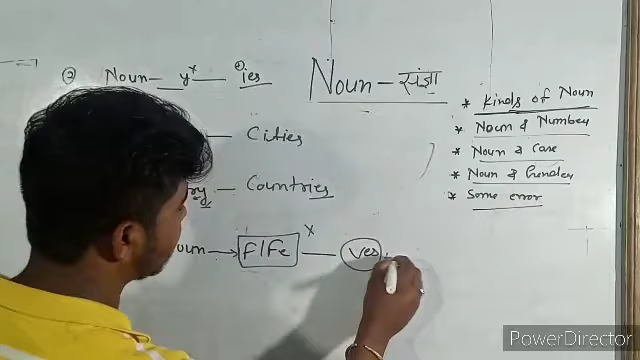 ② Noun — y× — ies
Noun – संज्ञा
* Kinds of Noun
* Noun & Number
— Cities
* Noun & Case
ry — Countries
* Noun & Gender
* Some error
oun → F/Fe × — ves
PowerDirector